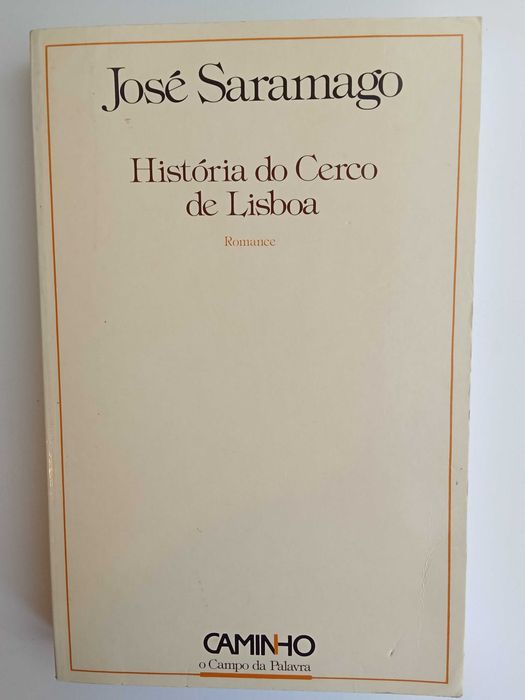 José Saramago
História do Cerco
de Lisboa
Romance
CAMINHO
o Campo da Palavra